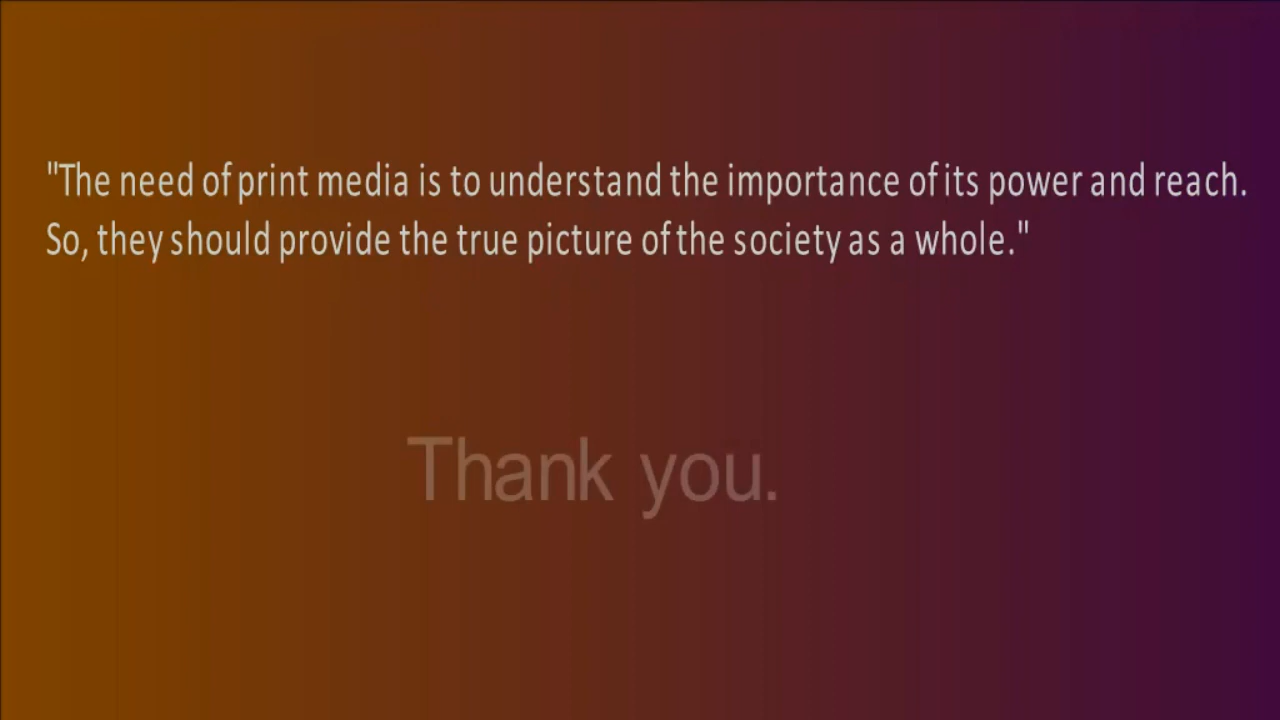 "The need of print media is to understand the importance of its power and reach.
So, they should provide the true picture of the society as a whole."
Thank you.